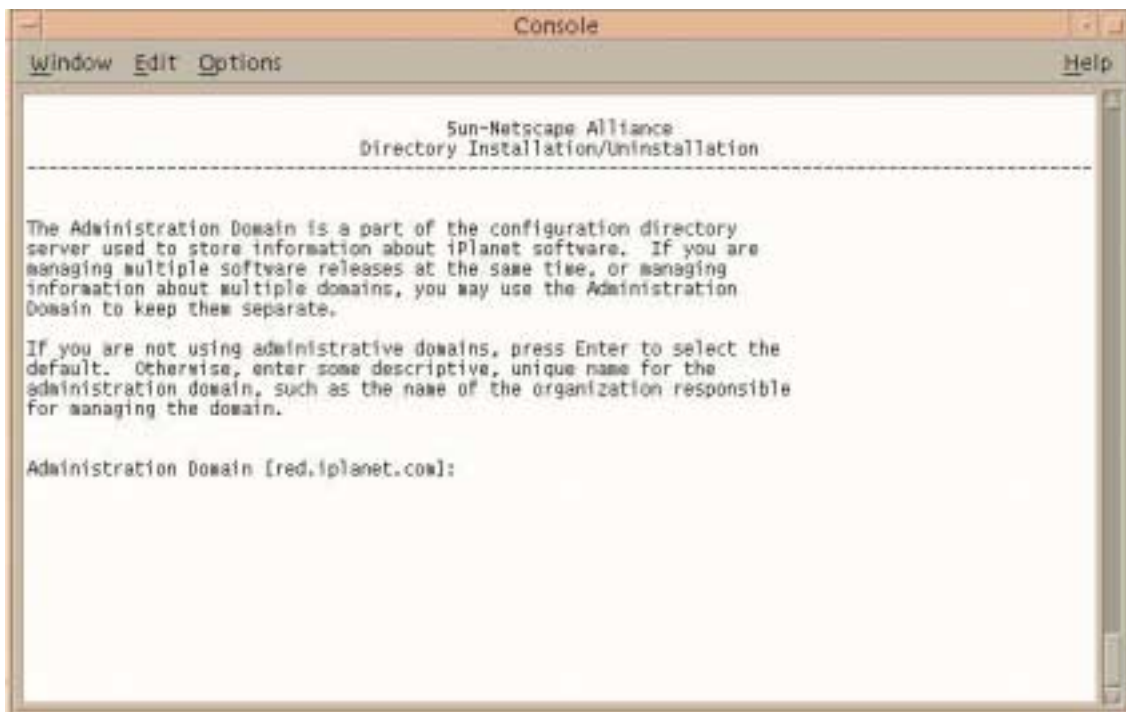 Console
Window Edit Options Help
Sun-Netscape Alliance
Directory Installation/Uninstallation
--------------------------------------------------------------------------------
The Administration Domain is a part of the configuration directory
server used to store information about iPlanet software.  If you are
managing multiple software releases at the same time, or managing
information about multiple domains, you may use the Administration
Domain to keep them separate.
If you are not using administrative domains, press Enter to select the
default.  Otherwise, enter some descriptive, unique name for the
administration domain, such as the name of the organization responsible
for managing the domain.
Administration Domain [red.iplanet.com]: